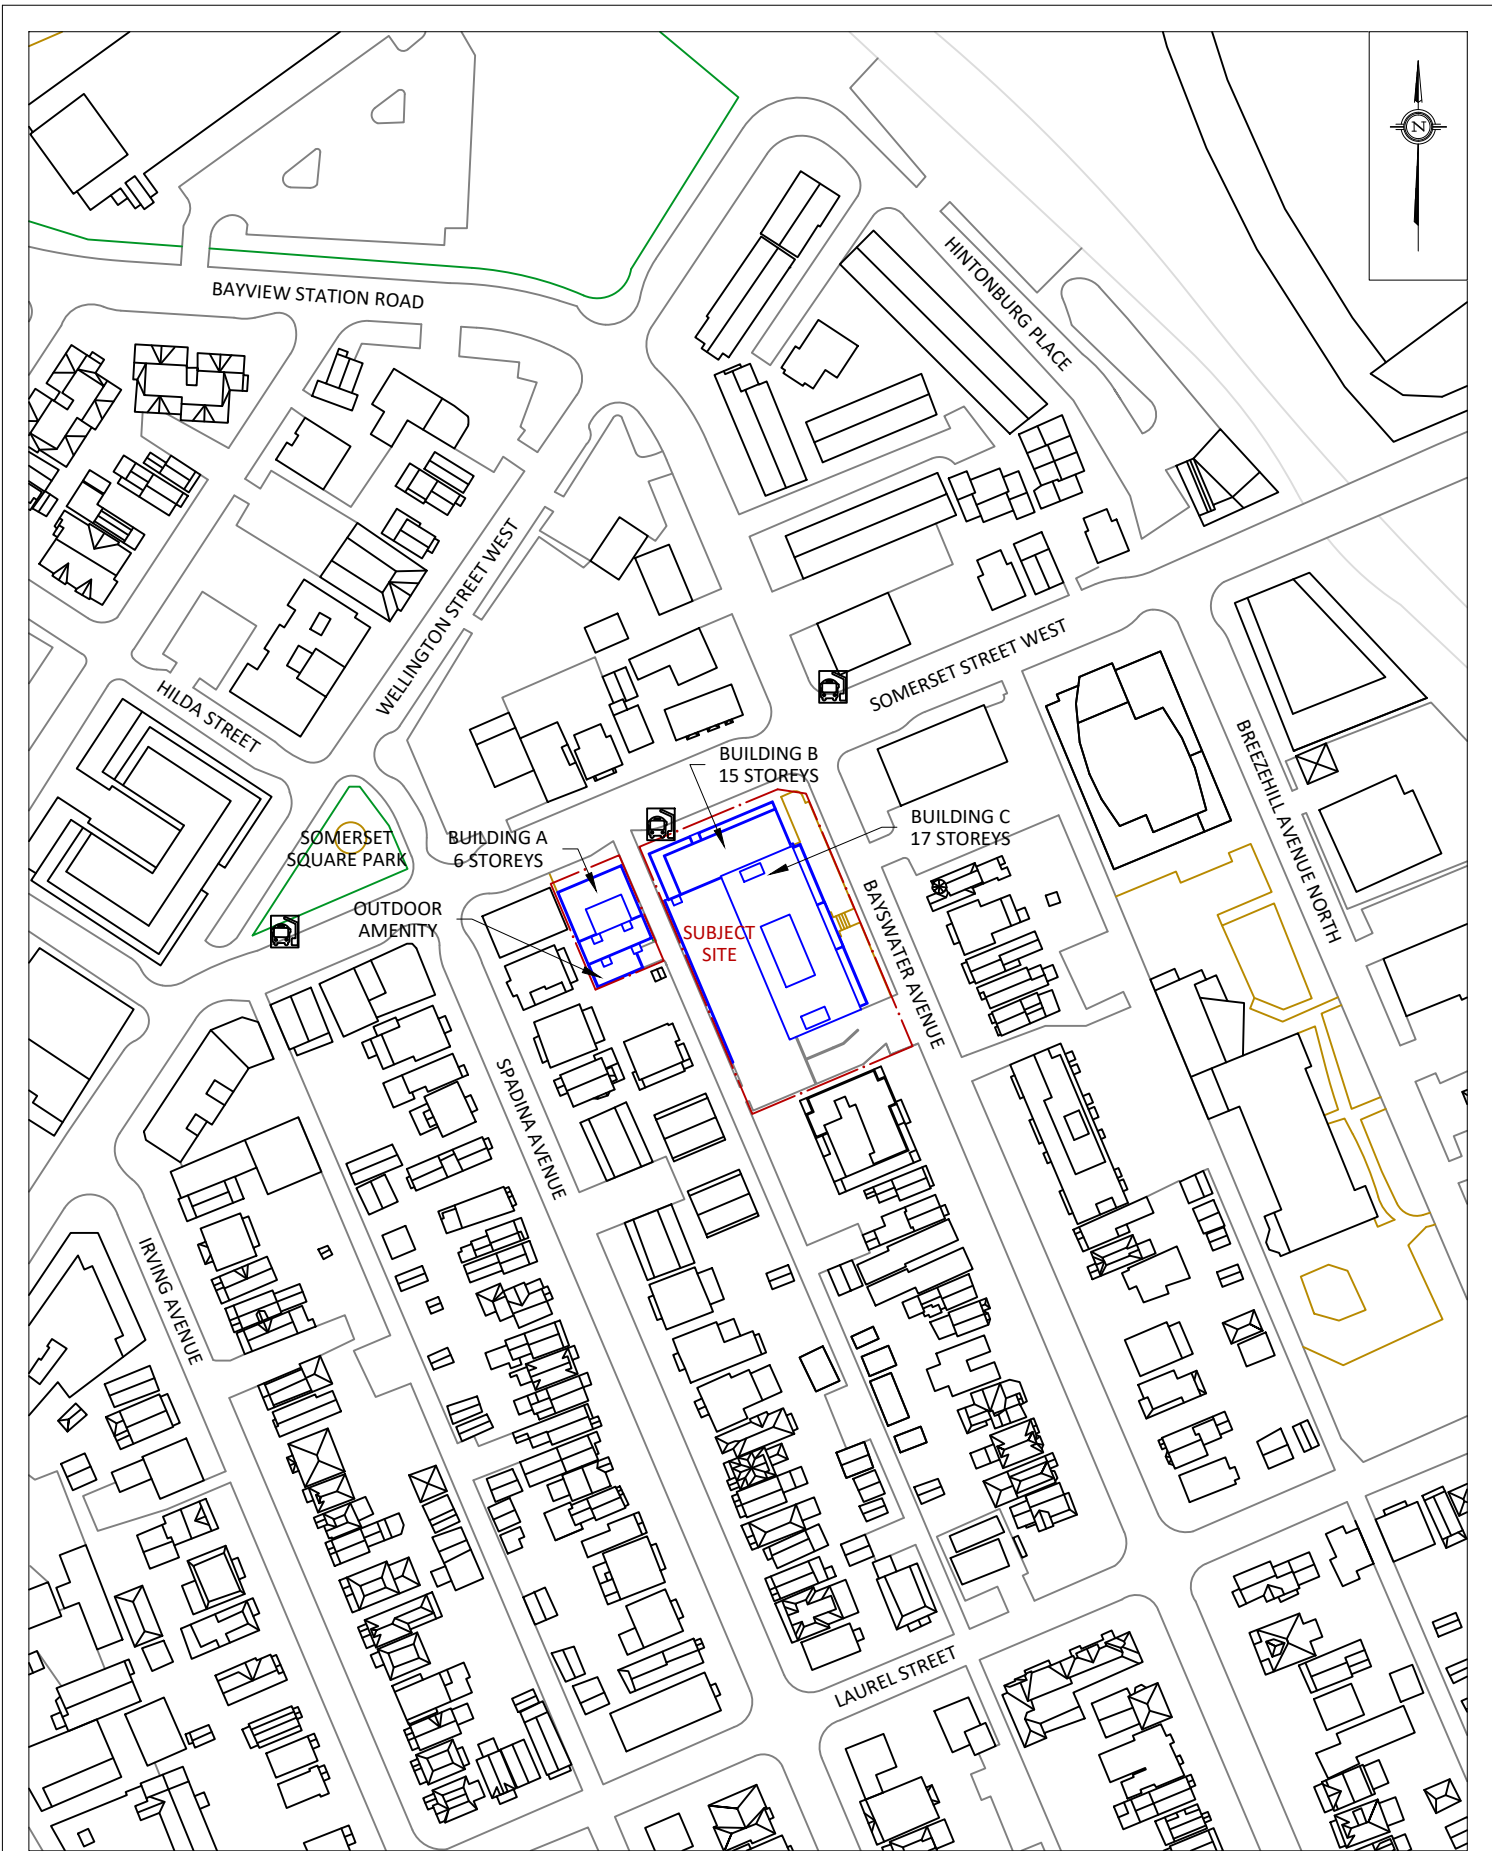 N
HINTONBURG PLACE
BAYVIEW STATION ROAD
WELLINGTON STREET WEST
SOMERSET STREET WEST
HILDA STREET
BREEZEHILL AVENUE NORTH
BUILDING B
15 STOREYS
BUILDING C
17 STOREYS
SOMERSET
SQUARE PARK
BUILDING A
6 STOREYS
OUTDOOR
AMENITY
SUBJECT
SITE
BAYSWATER AVENUE
SPADINA AVENUE
IRVING AVENUE
LAUREL STREET